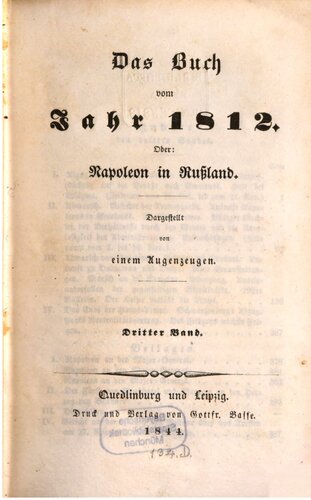 Das Buch
vom
Jahr 1812.
Oder:
Napoleon in Rußland.
Dargestellt
von
einem Augenzeugen.
Dritter Band.
Quedlinburg und Leipzig.
Druck und Verlag von Gottfr. Basse.
1844.